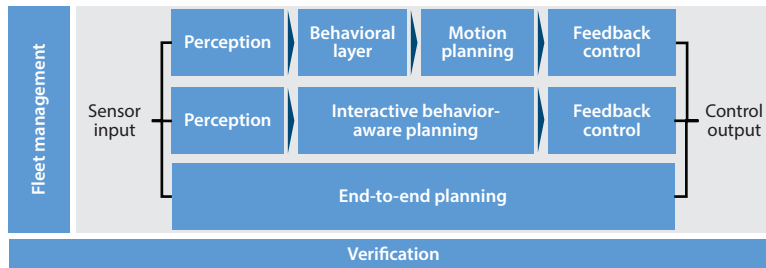 Fleet management
Sensor
input
Perception
Behavioral
layer
Motion
planning
Feedback
control
Perception
Interactive behavior-
aware planning
Feedback
control
End-to-end planning
Control
output
Verification